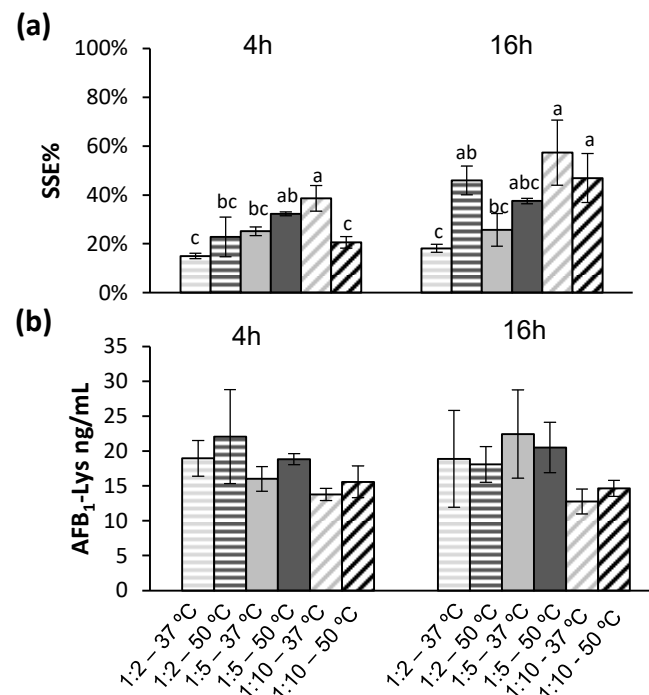 (a)
4h
16h
100%
80%
60%
40%
20%
0%
SSE%
c
bc
bc
ab
a
c
c
ab
bc
abc
a
a
(b)
4h
16h
35
30
25
20
15
10
5
0
AFB₁-Lys ng/mL
1:2 – 37 ºC
1:2 – 50 ºC
1:5 – 37 ºC
1:5 – 50 ºC
1:10 - 37 ºC
1:10 – 50 ºC
1:2 – 37 ºC
1:2 – 50 ºC
1:5 – 37 ºC
1:5 – 50 ºC
1:10 - 37 ºC
1:10 – 50 ºC